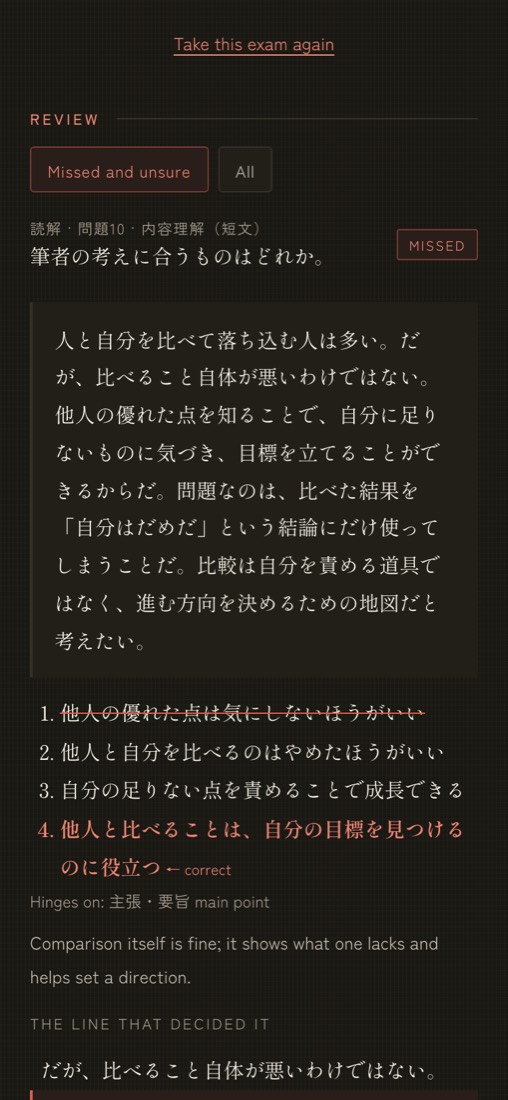 Take this exam again
REVIEW
Missed and unsure
All
読解・問題10・内容理解（短文）
筆者の考えに合うものはどれか。
MISSED
人と自分を比べて落ち込む人は多い。だ
が、比べること自体が悪いわけではない。
他人の優れた点を知ることで、自分に足り
ないものに気づき、目標を立てることがで
きるからだ。問題なのは、比べた結果を
「自分はだめだ」という結論にだけ使って
しまうことだ。比較は自分を責める道具で
はなく、進む方向を決めるための地図だと
考えたい。
1. 他人の優れた点は気にしないほうがいい
2. 他人と自分を比べるのはやめたほうがいい
3. 自分の足りない点を責めることで成長できる
4. 他人と比べることは、自分の目標を見つける
のに役立つ ← correct
Hinges on: 主張・要旨 main point
Comparison itself is fine; it shows what one lacks and
helps set a direction.
THE LINE THAT DECIDED IT
だが、比べること自体が悪いわけではない。